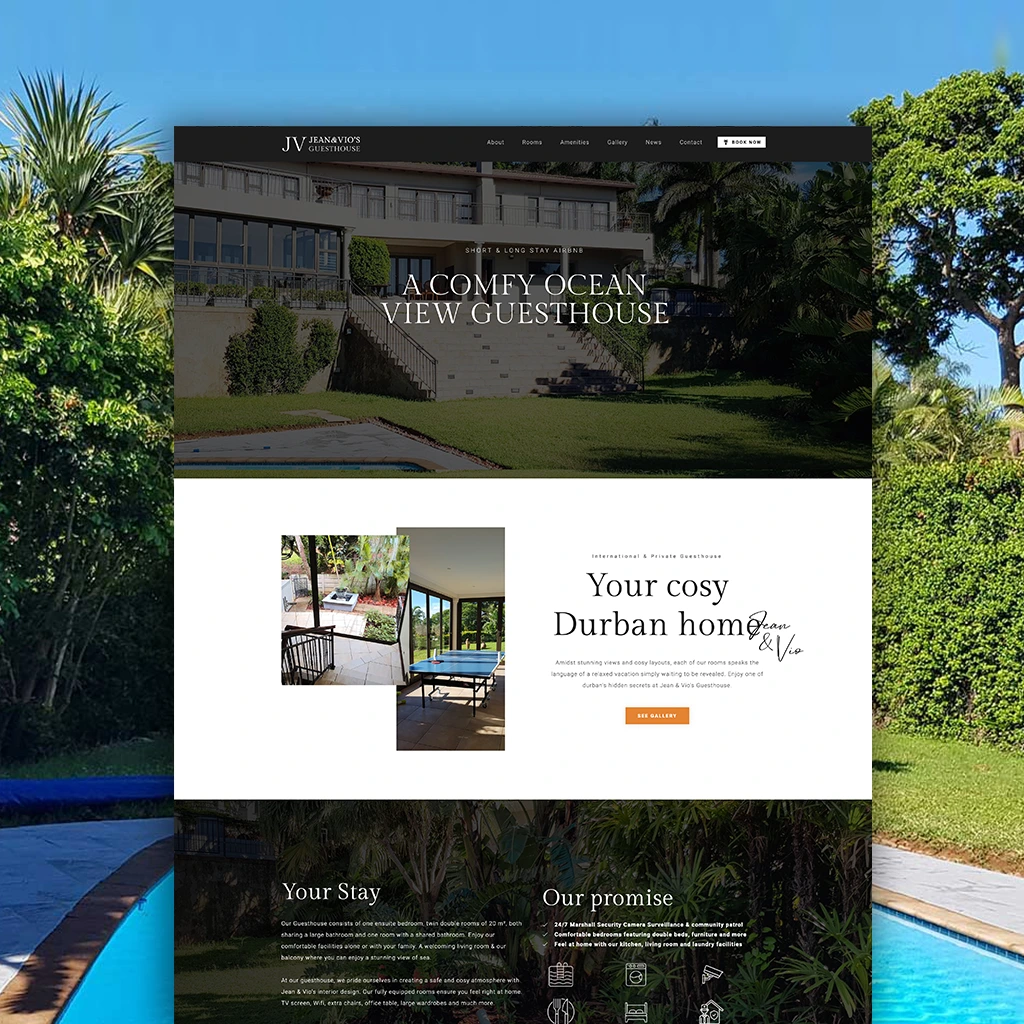 JV JEAN&VIO'S
GUESTHOUSE
About Rooms Amenities Gallery News Contact BOOK NOW
SHORT & LONG STAY AIRBNB
A COMFY OCEAN
VIEW GUESTHOUSE
International & Private Guesthouse
Your cosy
Durban home
Jean
& Vio
Amidst stunning views and cosy layouts, each of our rooms speaks the
language of a relaxed vacation simply waiting to be revealed. Enjoy one of
durban's hidden secrets at Jean & Vio's Guesthouse.
SEE GALLERY
Your Stay
Our Guesthouse consists of one ensuite bedroom, twin double rooms of 20 m², both
sharing a large bathroom and one room with a shared bathroom. Enjoy our
comfortable facilities alone or with your family. A welcoming living room & our
balcony where you can enjoy a stunning view of sea.
At our guesthouse, we pride ourselves in creating a safe and cosy atmosphere with
Jean & Vio's interior design. Our fully equipped rooms ensure you feel right at home.
TV screen, Wifi, extra chairs, office table, large wardrobes and much more.
Our promise
24/7 Marshall Security Camera Surveillance & community patrol
Comfortable bedrooms featuring double beds, furniture and more
Feel at home with our kitchen, living room and laundry facilities